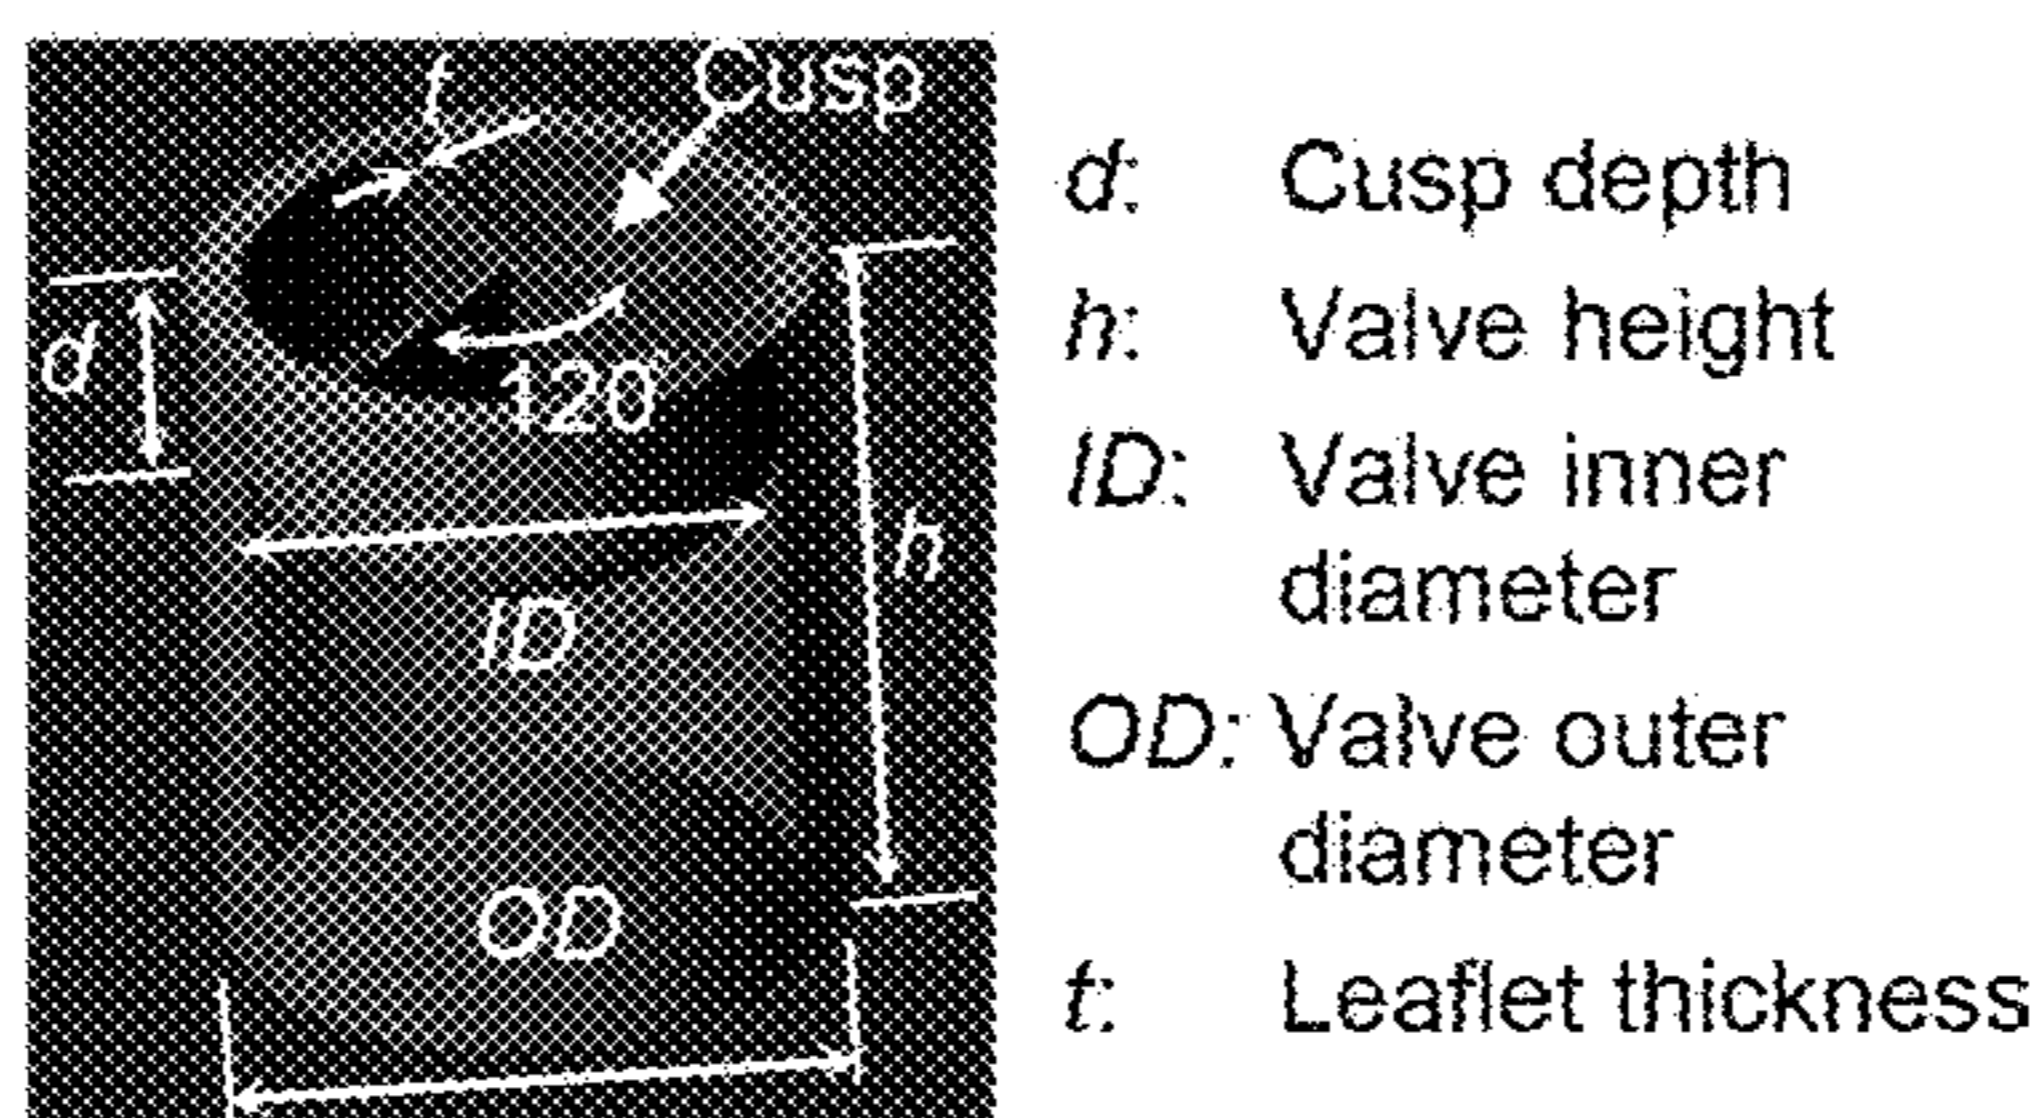 t
Cusp
d
120°
h
ID
OD
d: Cusp depth
h: Valve height
ID: Valve inner
diameter
OD: Valve outer
diameter
t: Leaflet thickness